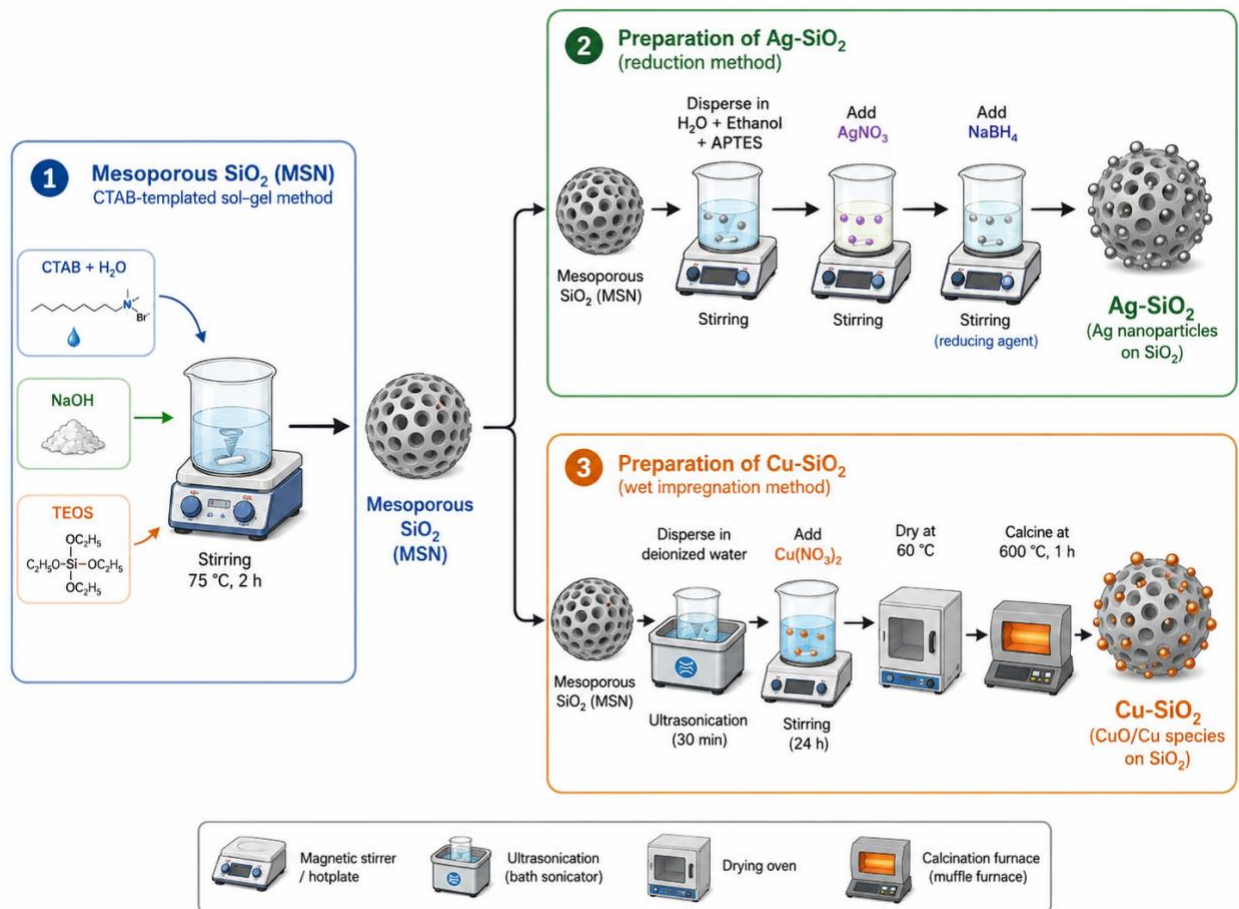 1
Mesoporous SiO₂ (MSN)
CTAB-templated sol–gel method
CTAB + H₂O
N
Br⁻
NaOH
TEOS
OC₂H₅
C₂H₅O–Si–OC₂H₅
OC₂H₅
Stirring
75 °C, 2 h
Mesoporous
SiO₂
(MSN)
2
Preparation of Ag-SiO₂
(reduction method)
Mesoporous
SiO₂ (MSN)
Disperse in
H₂O + Ethanol
+ APTES
Stirring
Add
AgNO₃
Stirring
Add
NaBH₄
Stirring
(reducing agent)
Ag-SiO₂
(Ag nanoparticles
on SiO₂)
3
Preparation of Cu-SiO₂
(wet impregnation method)
Mesoporous
SiO₂ (MSN)
Disperse in
deionized water
Ultrasonication
(30 min)
Add
Cu(NO₃)₂
Stirring
(24 h)
Dry at
60 °C
Calcine at
600 °C, 1 h
Cu-SiO₂
(CuO/Cu species
on SiO₂)
Magnetic stirrer
/ hotplate
Ultrasonication
(bath sonicator)
Drying oven
Calcination furnace
(muffle furnace)